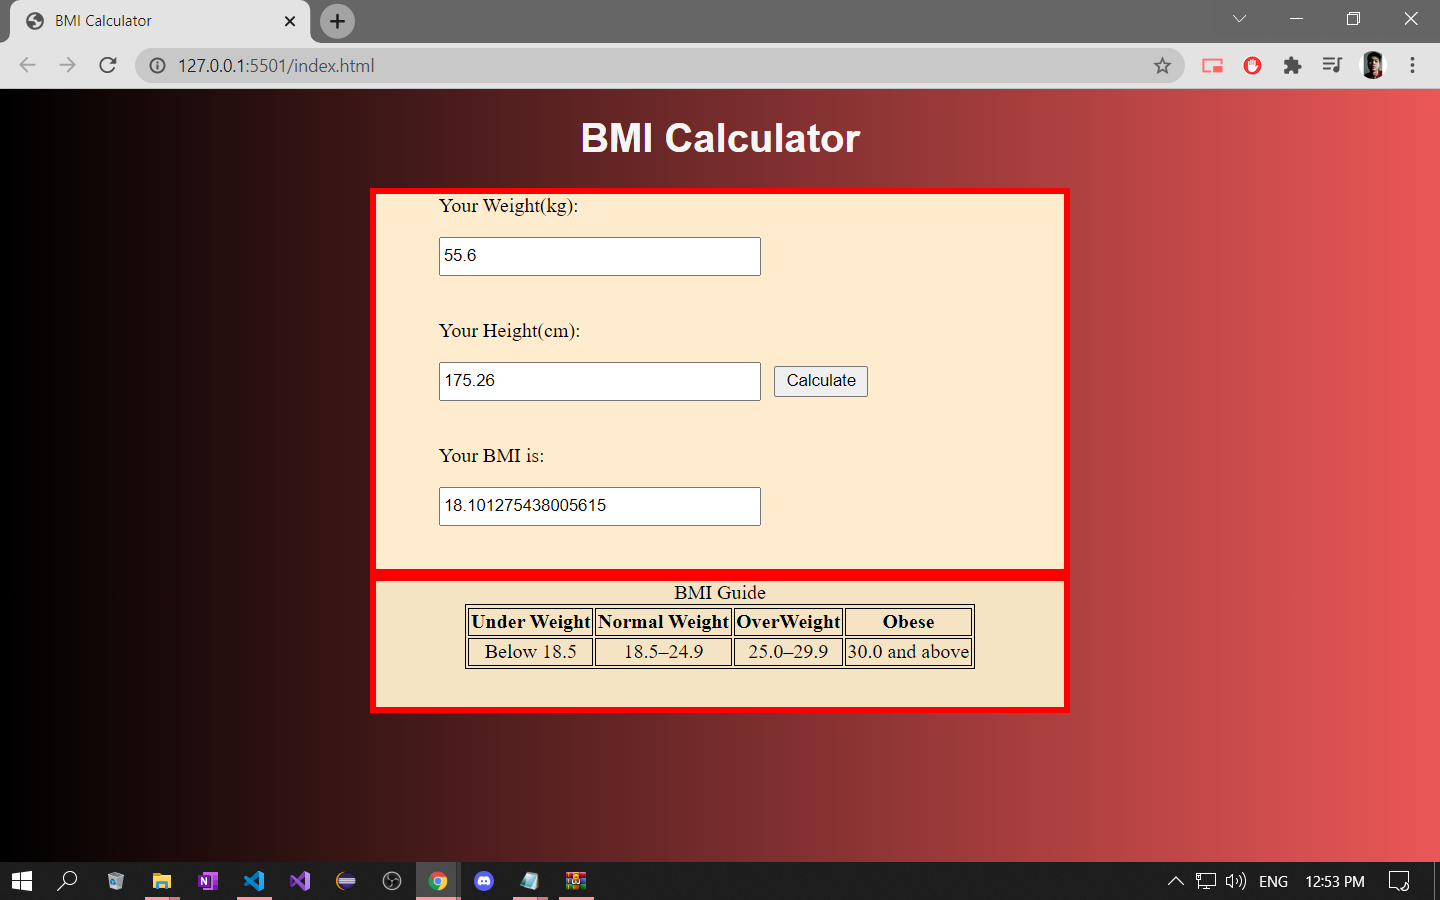 BMI Calculator
127.0.0.1:5501/index.html
BMI Calculator
Your Weight(kg):
55.6
Your Height(cm):
175.26
Calculate
Your BMI is:
18.101275438005615
BMI Guide
Under Weight Normal Weight OverWeight Obese
Below 18.5 18.5–24.9 25.0–29.9 30.0 and above
ENG 12:53 PM